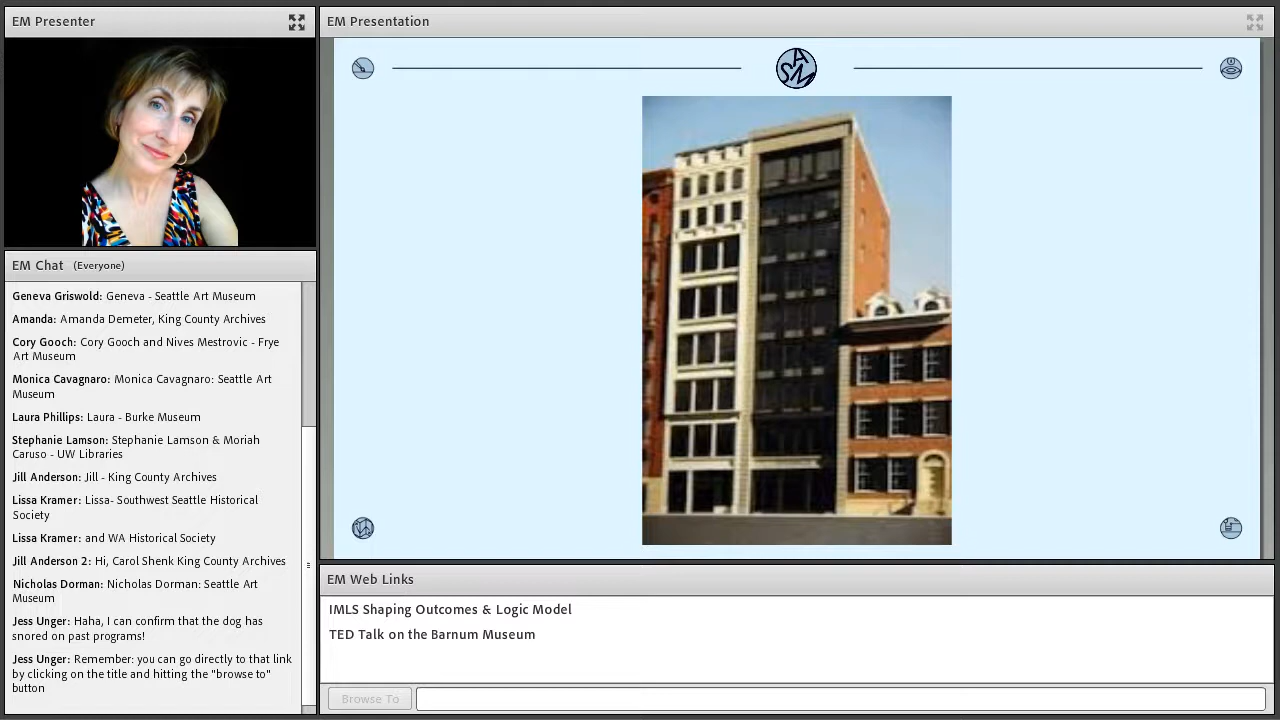 EM Presenter
EM Chat (Everyone)
Geneva Griswold: Geneva - Seattle Art Museum
Amanda: Amanda Demeter, King County Archives
Cory Gooch: Cory Gooch and Nives Mestrovic - Frye
Art Museum
Monica Cavagnaro: Monica Cavagnaro: Seattle Art
Museum
Laura Phillips: Laura - Burke Museum
Stephanie Lamson: Stephanie Lamson & Moriah
Caruso - UW Libraries
Jill Anderson: Jill - King County Archives
Lissa Kramer: Lissa- Southwest Seattle Historical
Society
Lissa Kramer: and WA Historical Society
Jill Anderson 2: Hi, Carol Shenk King County Archives
Nicholas Dorman: Nicholas Dorman: Seattle Art
Museum
Jess Unger: Haha, I can confirm that the dog has
snored on past programs!
Jess Unger: Remember: you can go directly to that link
by clicking on the title and hitting the "browse to"
button
EM Presentation
ASM
EM Web Links
IMLS Shaping Outcomes & Logic Model
TED Talk on the Barnum Museum
Browse To